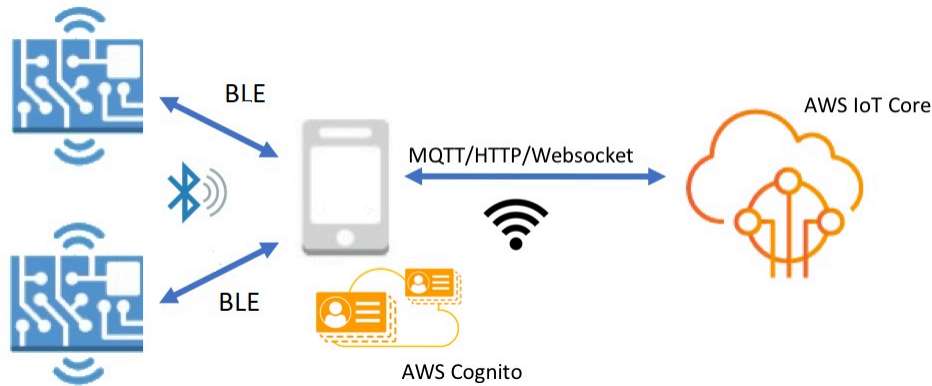 BLE
AWS IoT Core
MQTT/HTTP/Websocket
BLE
AWS Cognito